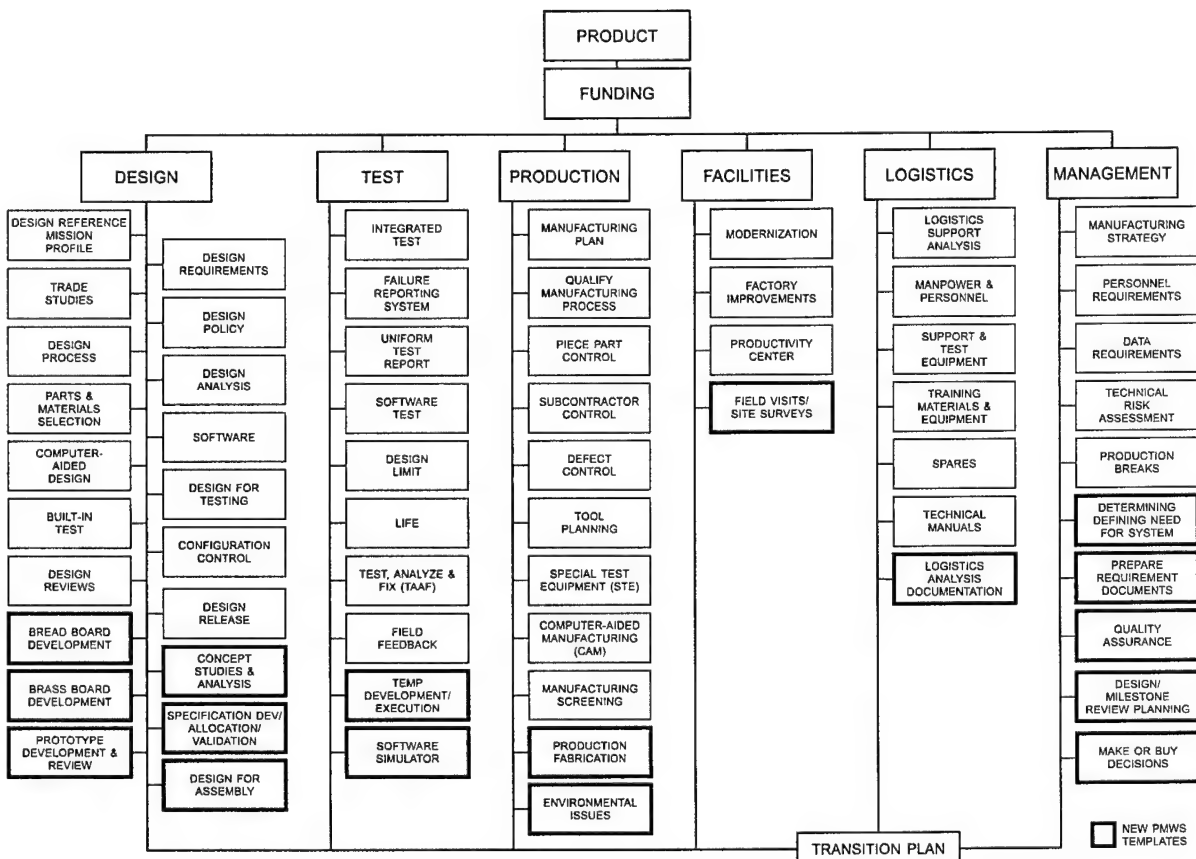 PRODUCT
FUNDING
DESIGN
DESIGN REFERENCE
MISSION
PROFILE
TRADE
STUDIES
DESIGN
PROCESS
PARTS &
MATERIALS
SELECTION
COMPUTER-
AIDED
DESIGN
BUILT-IN
TEST
DESIGN
REVIEWS
BREAD BOARD
DEVELOPMENT
BRASS BOARD
DEVELOPMENT
PROTOTYPE
DEVELOPMENT &
REVIEW
DESIGN
REQUIREMENTS
DESIGN
POLICY
DESIGN
ANALYSIS
SOFTWARE
DESIGN FOR
TESTING
CONFIGURATION
CONTROL
DESIGN
RELEASE
CONCEPT
STUDIES &
ANALYSIS
SPECIFICATION DEV/
ALLOCATION/
VALIDATION
DESIGN FOR
ASSEMBLY
TEST
INTEGRATED
TEST
FAILURE
REPORTING
SYSTEM
UNIFORM
TEST
REPORT
SOFTWARE
TEST
DESIGN
LIMIT
LIFE
TEST, ANALYZE &
FIX (TAAF)
FIELD
FEEDBACK
TEMP
DEVELOPMENT/
EXECUTION
SOFTWARE
SIMULATOR
PRODUCTION
MANUFACTURING
PLAN
QUALIFY
MANUFACTURING
PROCESS
PIECE PART
CONTROL
SUBCONTRACTOR
CONTROL
DEFECT
CONTROL
TOOL
PLANNING
SPECIAL TEST
EQUIPMENT (STE)
COMPUTER-AIDED
MANUFACTURING
(CAM)
MANUFACTURING
SCREENING
PRODUCTION
FABRICATION
ENVIRONMENTAL
ISSUES
FACILITIES
MODERNIZATION
FACTORY
IMPROVEMENTS
PRODUCTIVITY
CENTER
FIELD VISITS/
SITE SURVEYS
LOGISTICS
LOGISTICS
SUPPORT
ANALYSIS
MANPOWER &
PERSONNEL
SUPPORT &
TEST
EQUIPMENT
TRAINING
MATERIALS &
EQUIPMENT
SPARES
TECHNICAL
MANUALS
LOGISTICS
ANALYSIS
DOCUMENTATION
MANAGEMENT
MANUFACTURING
STRATEGY
PERSONNEL
REQUIREMENTS
DATA
REQUIREMENTS
TECHNICAL
RISK
ASSESSMENT
PRODUCTION
BREAKS
DETERMINING
DEFINING NEED
FOR SYSTEM
PREPARE
REQUIREMENT
DOCUMENTS
QUALITY
ASSURANCE
DESIGN/
MILESTONE
REVIEW PLANNING
MAKE OR BUY
DECISIONS
TRANSITION PLAN
NEW PMWS
TEMPLATES